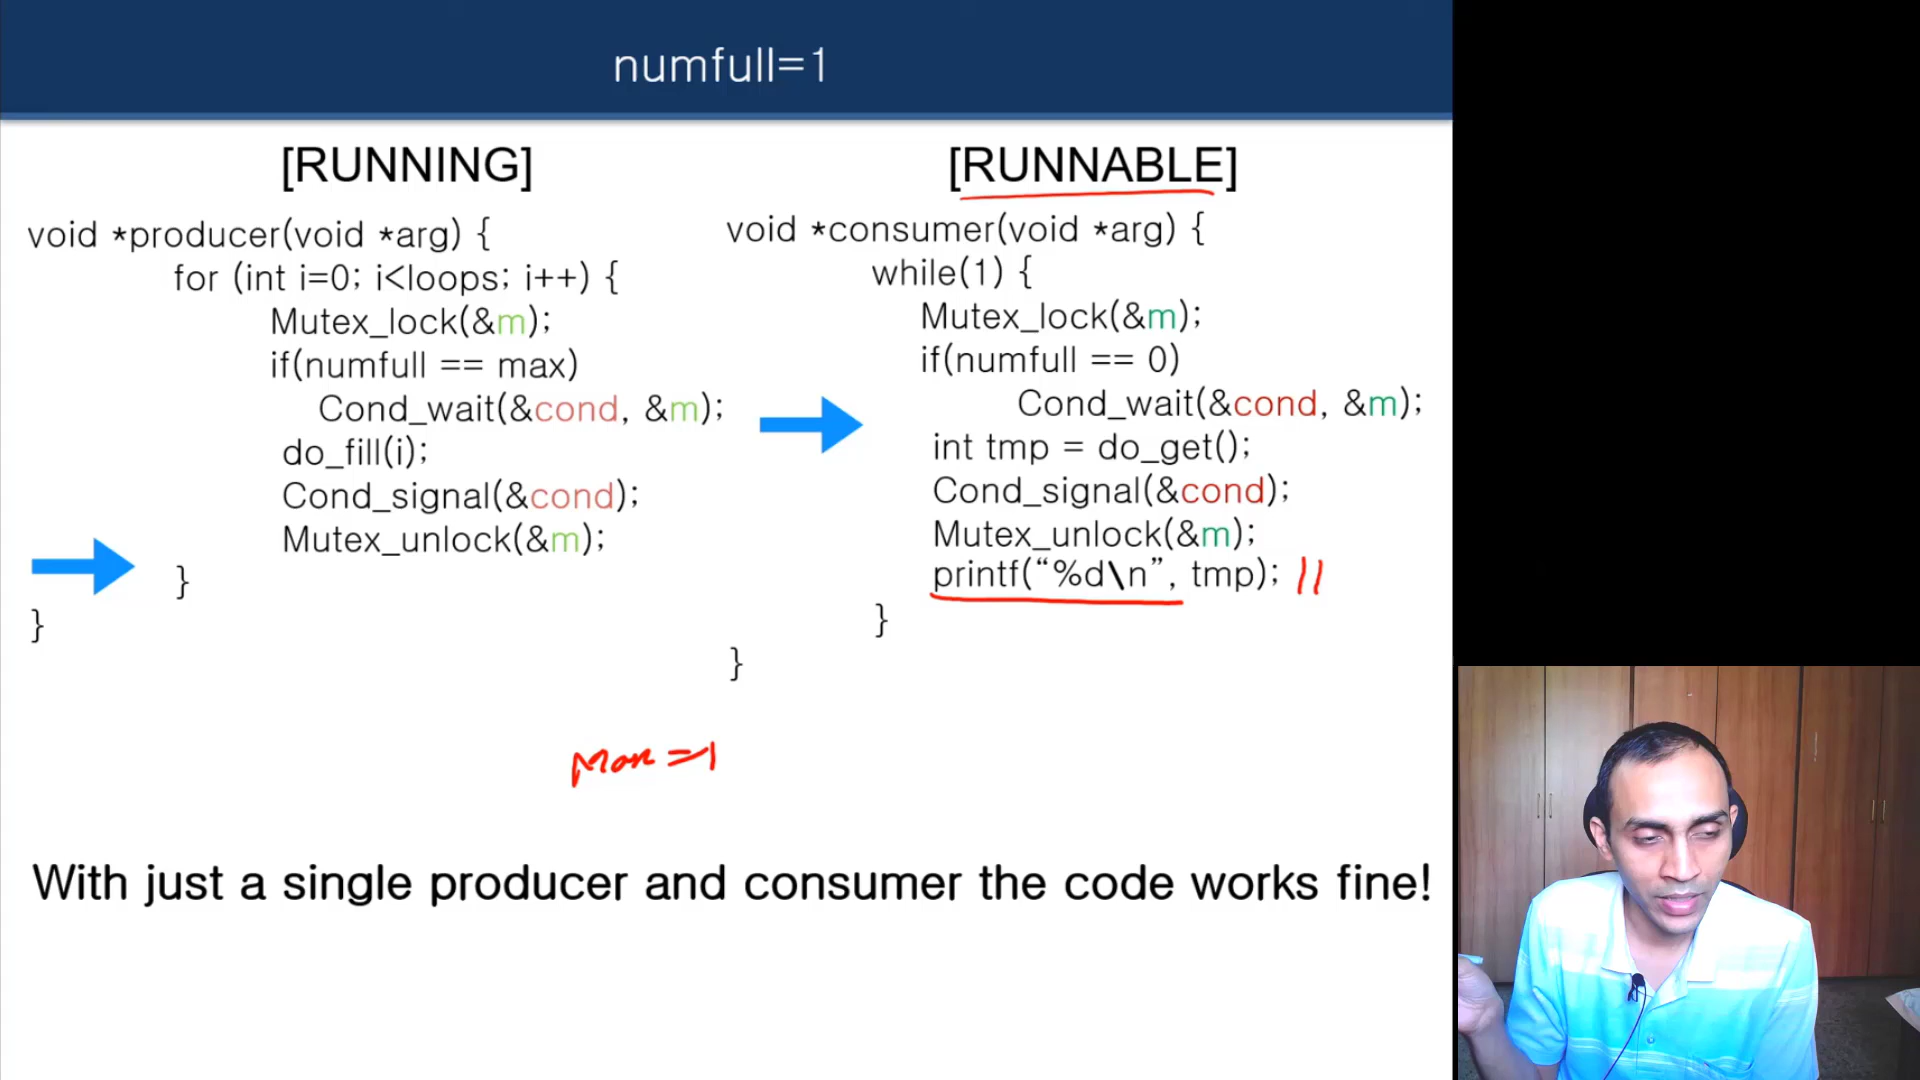 numfull=1
[RUNNING]
void *producer(void *arg) {
for (int i=0; i<loops; i++) {
Mutex_lock(&m);
if(numfull == max)
Cond_wait(&cond, &m);
do_fill(i);
Cond_signal(&cond);
Mutex_unlock(&m);
}
}
[RUNNABLE]
void *consumer(void *arg) {
while(1) {
Mutex_lock(&m);
if(numfull == 0)
Cond_wait(&cond, &m);
int tmp = do_get();
Cond_signal(&cond);
Mutex_unlock(&m);
printf(“%d\n”, tmp); //
}
}
Max =1
With just a single producer and consumer the code works fine!